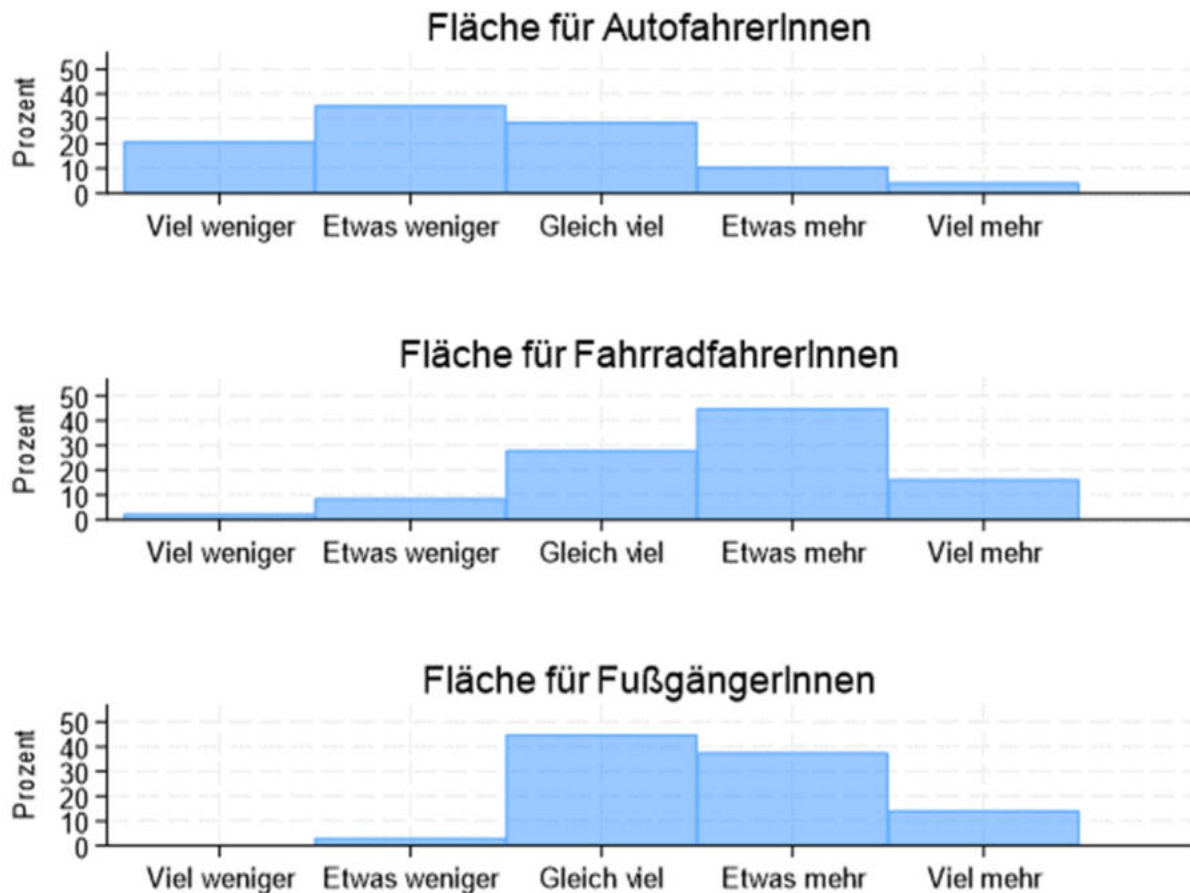 Fläche für AutofahrerInnen
Prozent
50
40
30
20
10
0
Viel weniger Etwas weniger Gleich viel Etwas mehr Viel mehr
Fläche für FahrradfahrerInnen
Prozent
50
40
30
20
10
0
Viel weniger Etwas weniger Gleich viel Etwas mehr Viel mehr
Fläche für FußgängerInnen
Prozent
50
40
30
20
10
0
Viel weniger Etwas weniger Gleich viel Etwas mehr Viel mehr